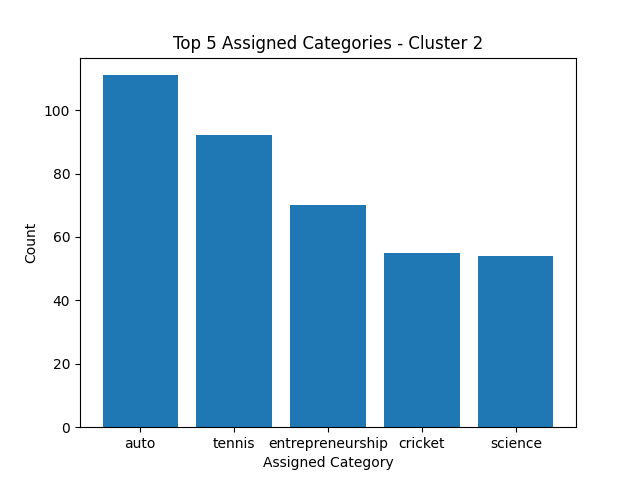 Top 5 Assigned Categories - Cluster 2
Count
100
80
60
40
20
0
auto tennis entrepreneurship cricket science
Assigned Category